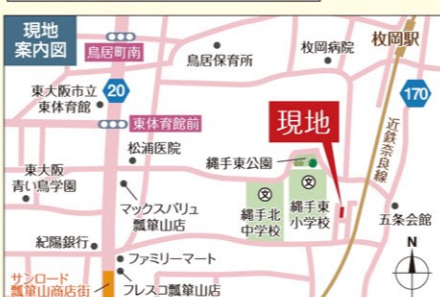 現地
案内図
鳥居町南
鳥居保育所
枚岡病院
枚岡駅
東大阪市立
東体育館
20
170
東体育館前
現地
近鉄奈良線
松浦医院
縄手東公園
東大阪
青い鳥学園
文
文
マックスバリュ
瓢箪山店
縄手北
中学校
縄手東
小学校
五条会館
紀陽銀行
ファミリーマート
N
サンロード
瓢箪山商店街
フレスコ瓢箪山店